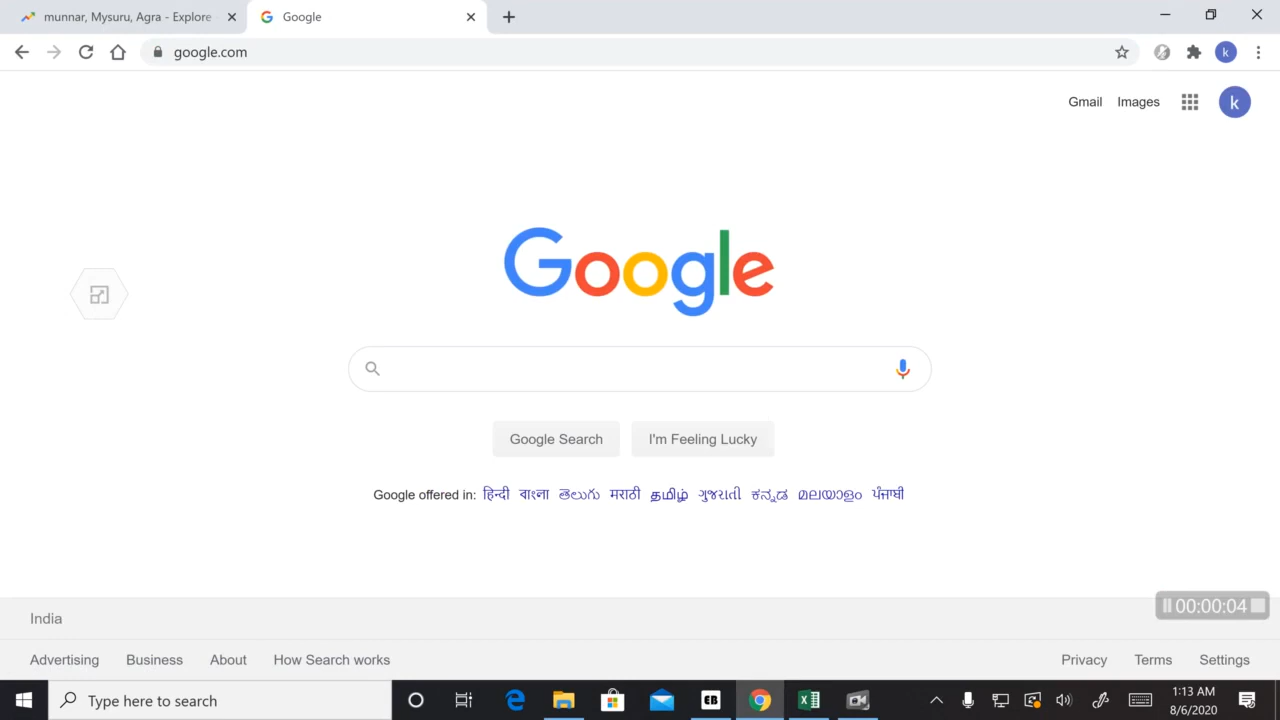 munnar, Mysuru, Agra - Explore
Google
google.com
k
Gmail Images
k
Google
Google Search I'm Feeling Lucky
Google offered in: हिन्दी বাংলা తెలుగు मराठी தமிழ் ગુજરાતી ಕನ್ನಡ മലയാളം ਪੰਜਾਬੀ
00:00:04
India
Advertising Business About How Search works Privacy Terms Settings
Type here to search
EB
1:13 AM
8/6/2020